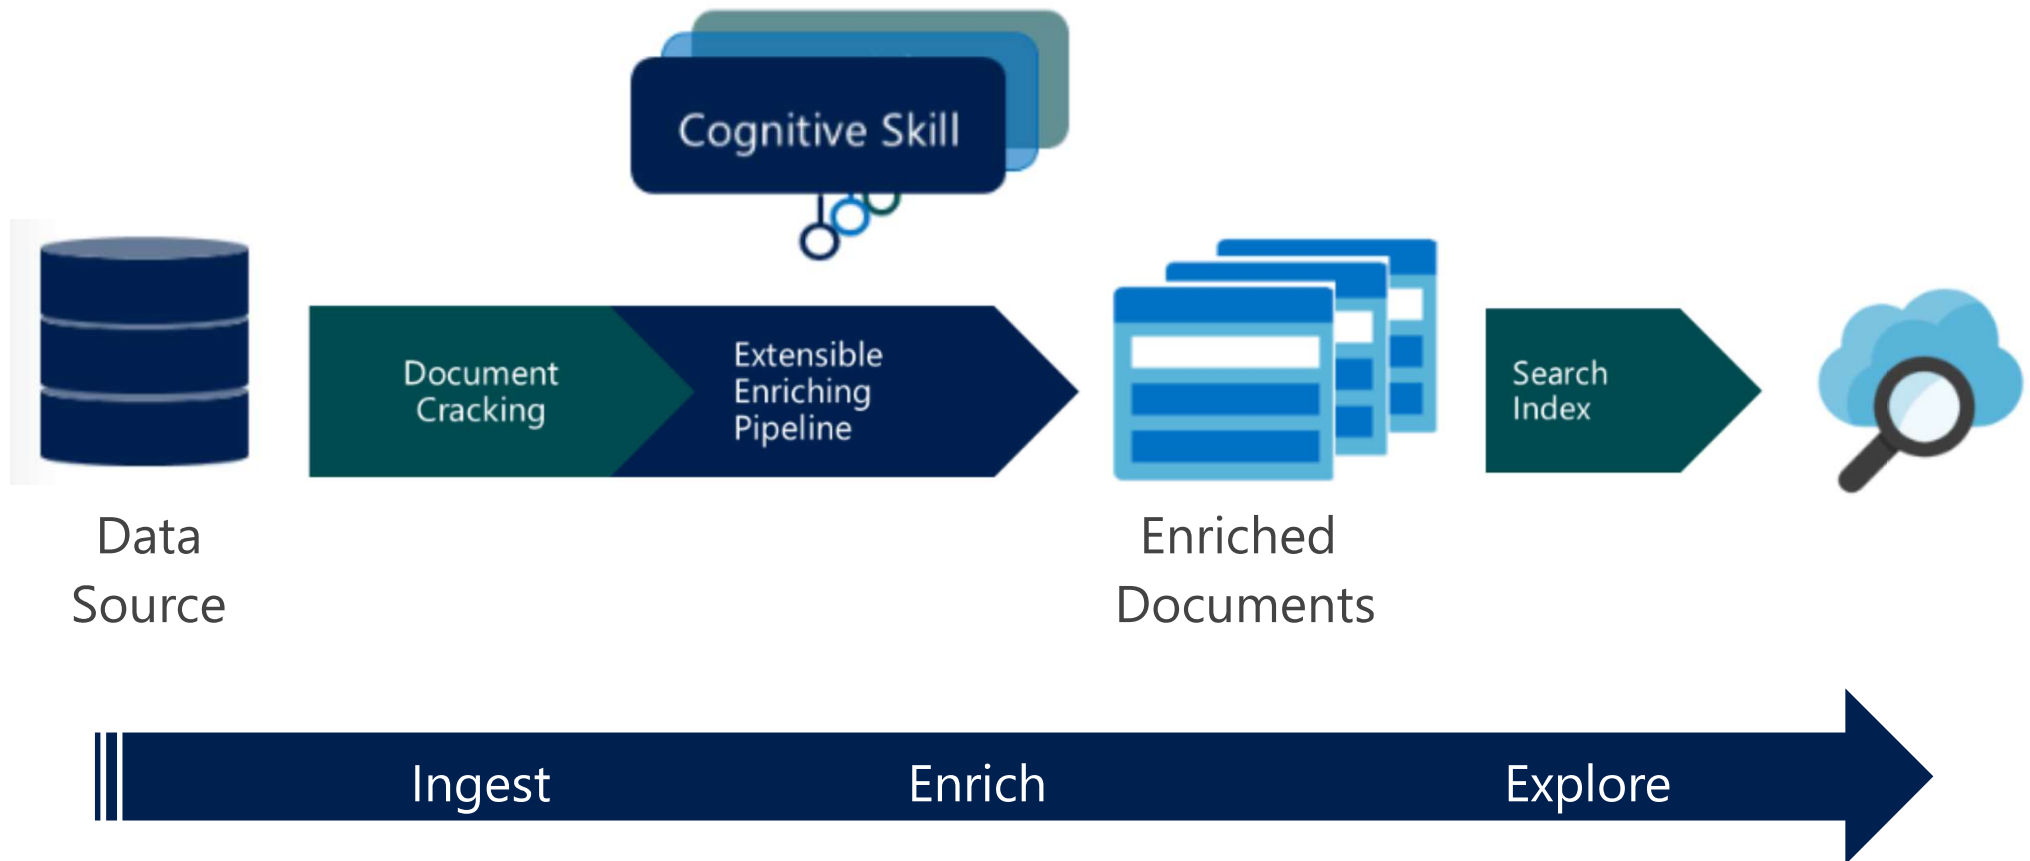 Cognitive Skill
Document
Cracking
Extensible
Enriching
Pipeline
Search
Index
Data
Source
Enriched
Documents
Ingest
Enrich
Explore